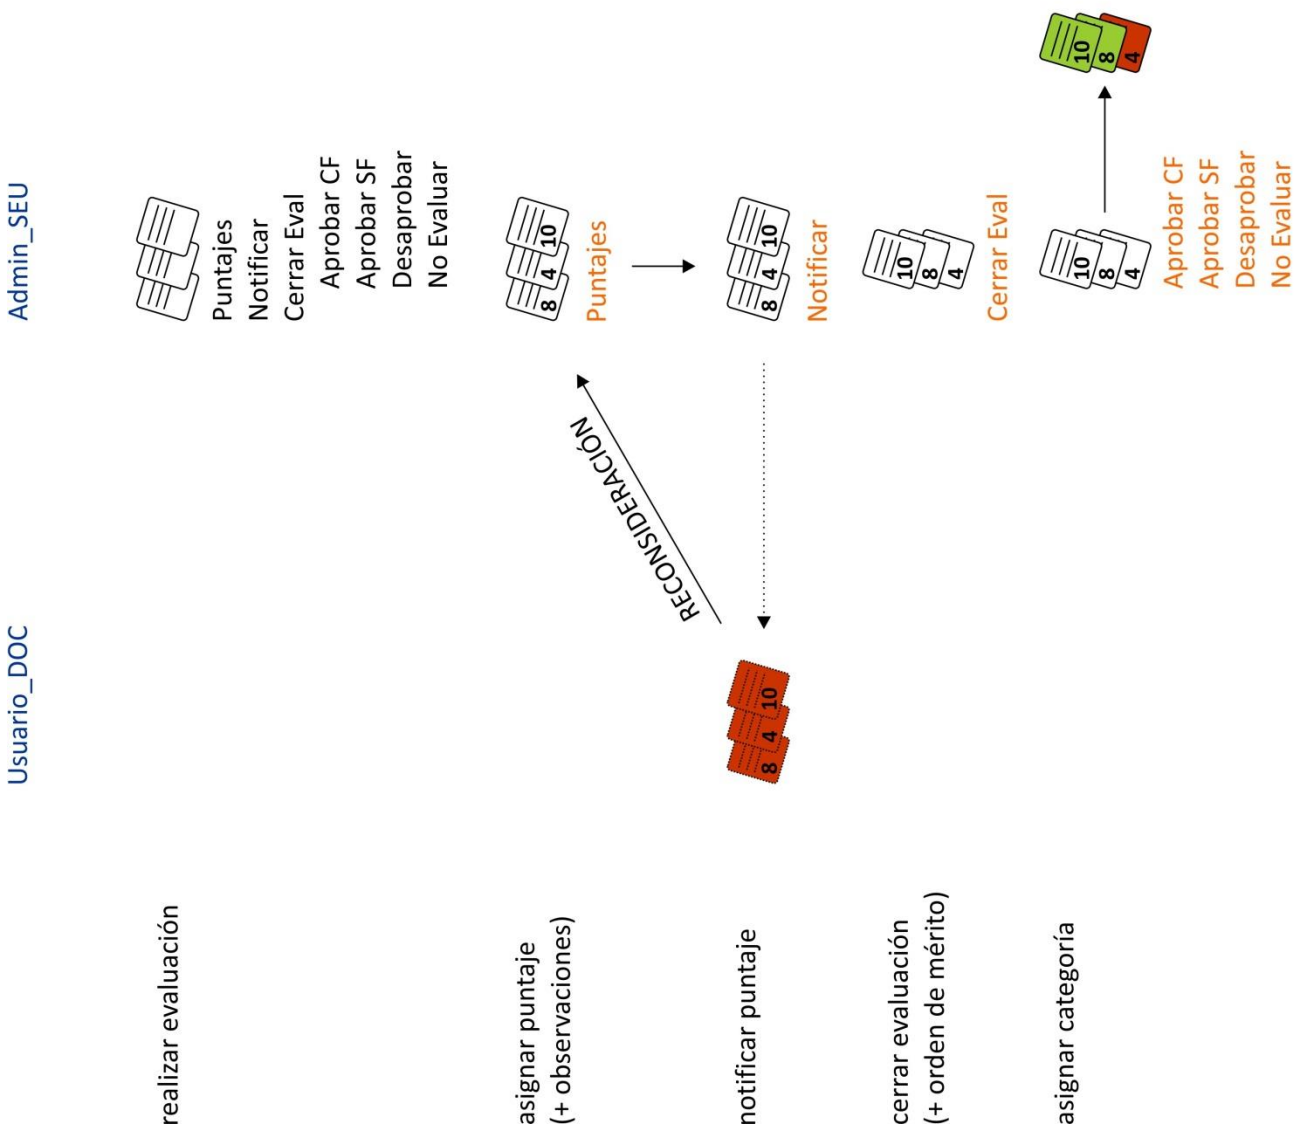 Usuario_DOC
Admin_SEU
realizar evaluación
Puntajes
Notificar
Cerrar Eval
Aprobar CF
Aprobar SF
Desaprobar
No Evaluar
asignar puntaje
(+ observaciones)
RECONSIDERACIÓN
8 4 10
Puntajes
notificar puntaje
8 4 10
8 4 10
Notificar
cerrar evaluación
(+ orden de mérito)
10
8
4
Cerrar Eval
asignar categoría
10
8
4
10
8
4
Aprobar CF
Aprobar SF
Desaprobar
No Evaluar